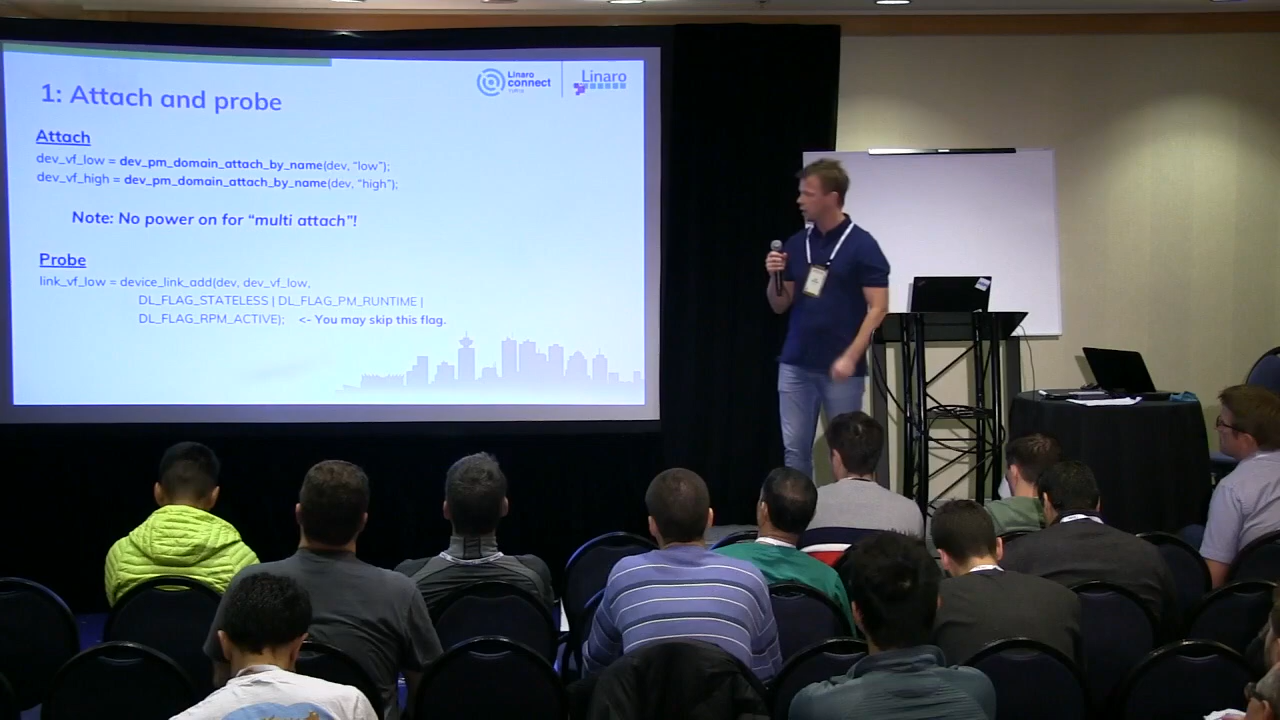 Linaro
connect
Linaro
1: Attach and probe
Attach
dev_vf_low = dev_pm_domain_attach_by_name(dev, “low”);
dev_vf_high = dev_pm_domain_attach_by_name(dev, “high”);
Note: No power on for “multi attach”!
Probe
link_vf_low = device_link_add(dev, dev_vf_low,
DL_FLAG_STATELESS | DL_FLAG_PM_RUNTIME |
DL_FLAG_RPM_ACTIVE); <- You may skip this flag.